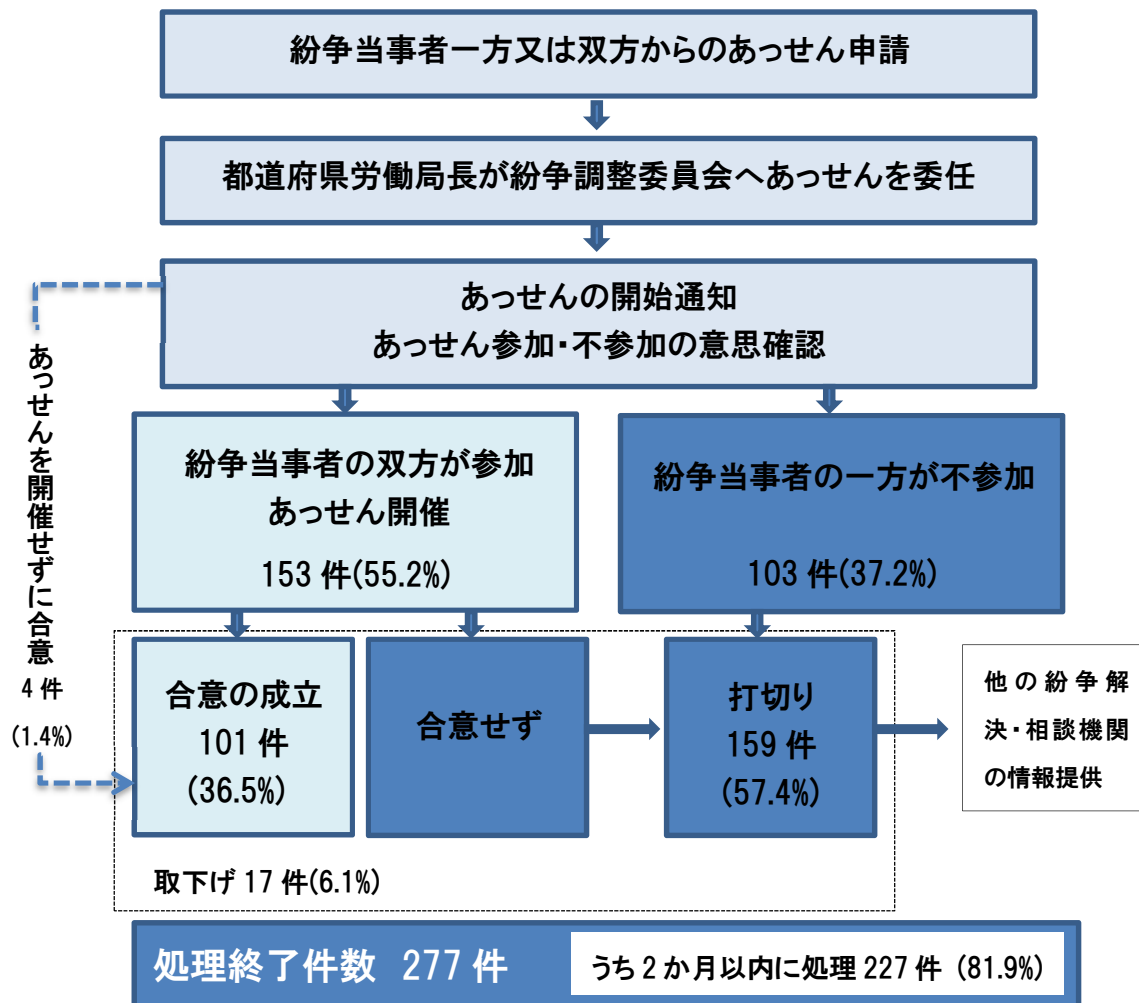 紛争当事者一方又は双方からのあっせん申請
都道府県労働局長が紛争調整委員会へあっせんを委任
あっせんの開始通知
あっせん参加・不参加の意思確認
あっせんを開催せずに合意
4 件
(1.4%)
紛争当事者の双方が参加
あっせん開催
153 件(55.2%)
紛争当事者の一方が不参加
103 件(37.2%)
合意の成立
101 件
(36.5%)
合意せず
打切り
159 件
(57.4%)
他の紛争解
決・相談機関
の情報提供
取下げ 17 件(6.1%)
処理終了件数 277 件
うち 2 か月以内に処理 227 件 (81.9%)